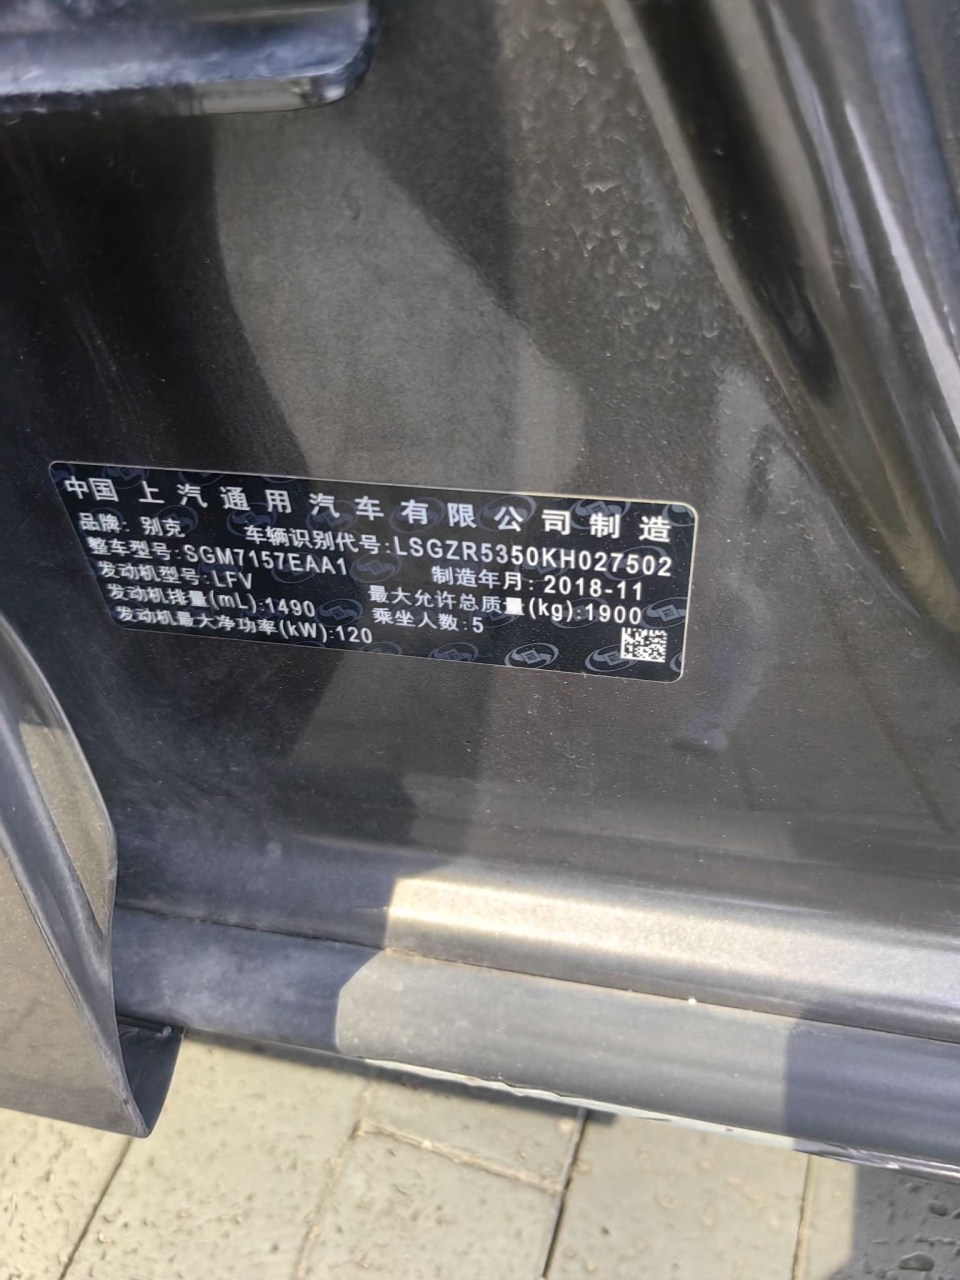 中国 上汽通用汽车有限公司制造
品牌: 别克 车辆识别代号:LSGZR5350KH027502
整车型号:SGM7157EAA1 制造年月: 2018-11
发动机型号:LFV 最大允许总质量(kg):1900
发动机排量(mL):1490 乘坐人数:5
发动机最大净功率(kW):120